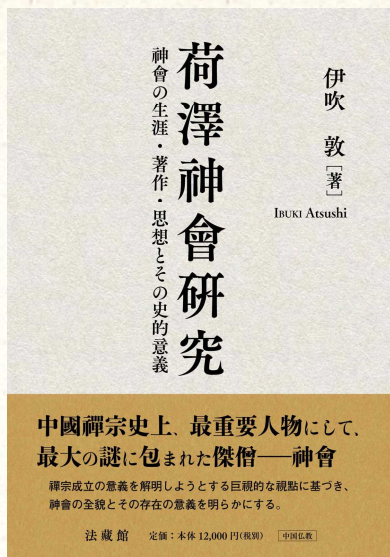 伊吹 敦［著］
IBUKI Atsushi
荷澤神會研究
神會の生涯・著作・思想とその史的意義
中國禪宗史上、最重要人物にして、
最大の謎に包まれた傑僧――神會
禪宗成立の意義を解明しようとする巨視的な視點に基づき、
神會の全貌とその存在の意義を明らかにする。
法藏館 定価：本体12,000円(税別) 中国仏教